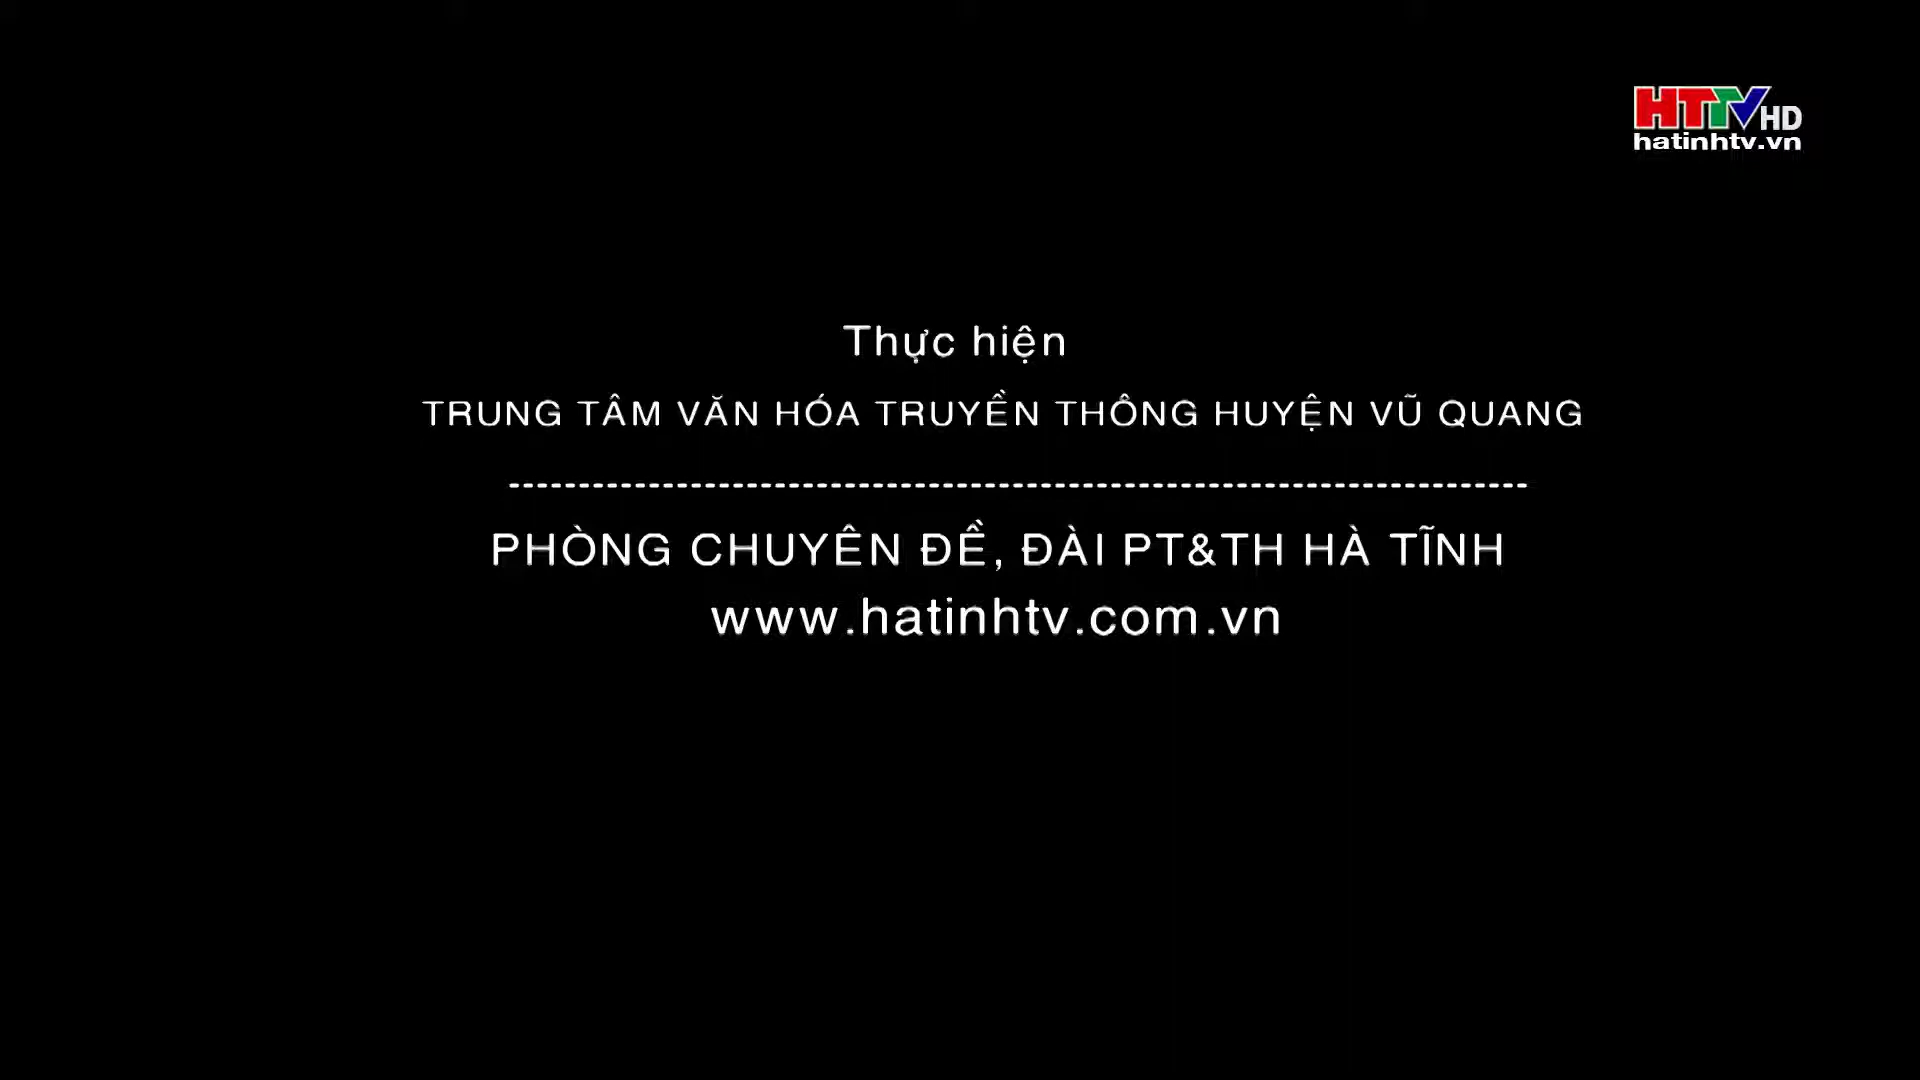 HTTV HD
hatinhtv.vn
Thực hiện
TRUNG TÂM VĂN HÓA TRUYỀN THÔNG HUYỆN VŨ QUANG
-------------------------------------------------------------------------
PHÒNG CHUYÊN ĐỀ, ĐÀI PT&TH HÀ TĨNH
www.hatinhtv.com.vn